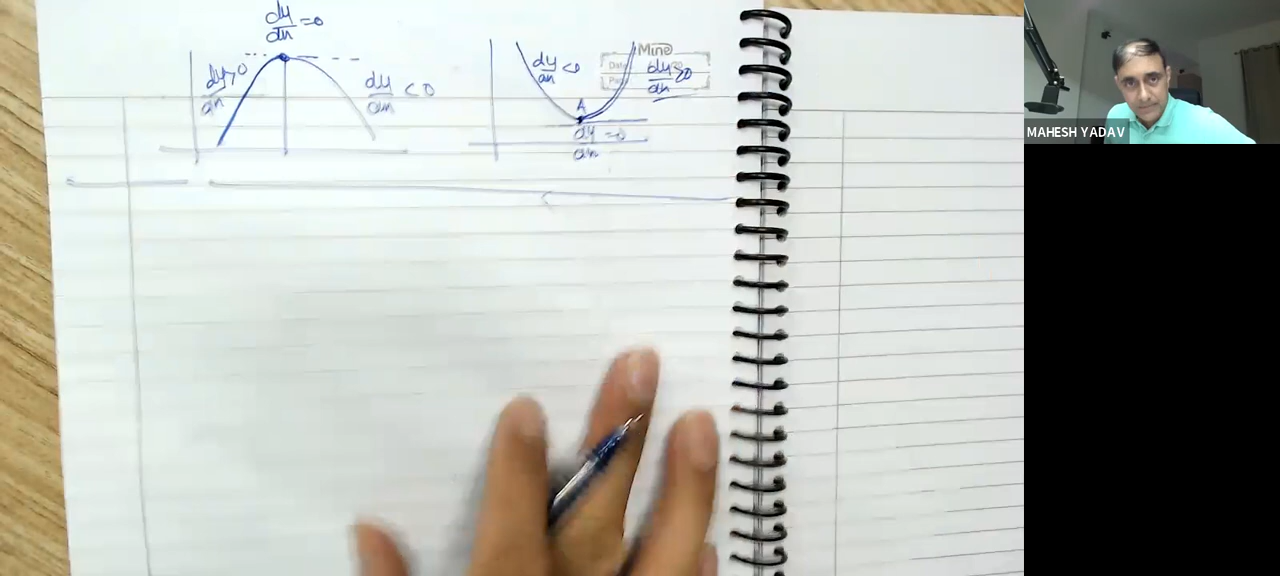 dy/dx = 0
dy/dx > 0
dy/dx < 0
dy/dx < 0
Mine
dy/dx > 0
A
dy/dx = 0
MAHESH YADAV